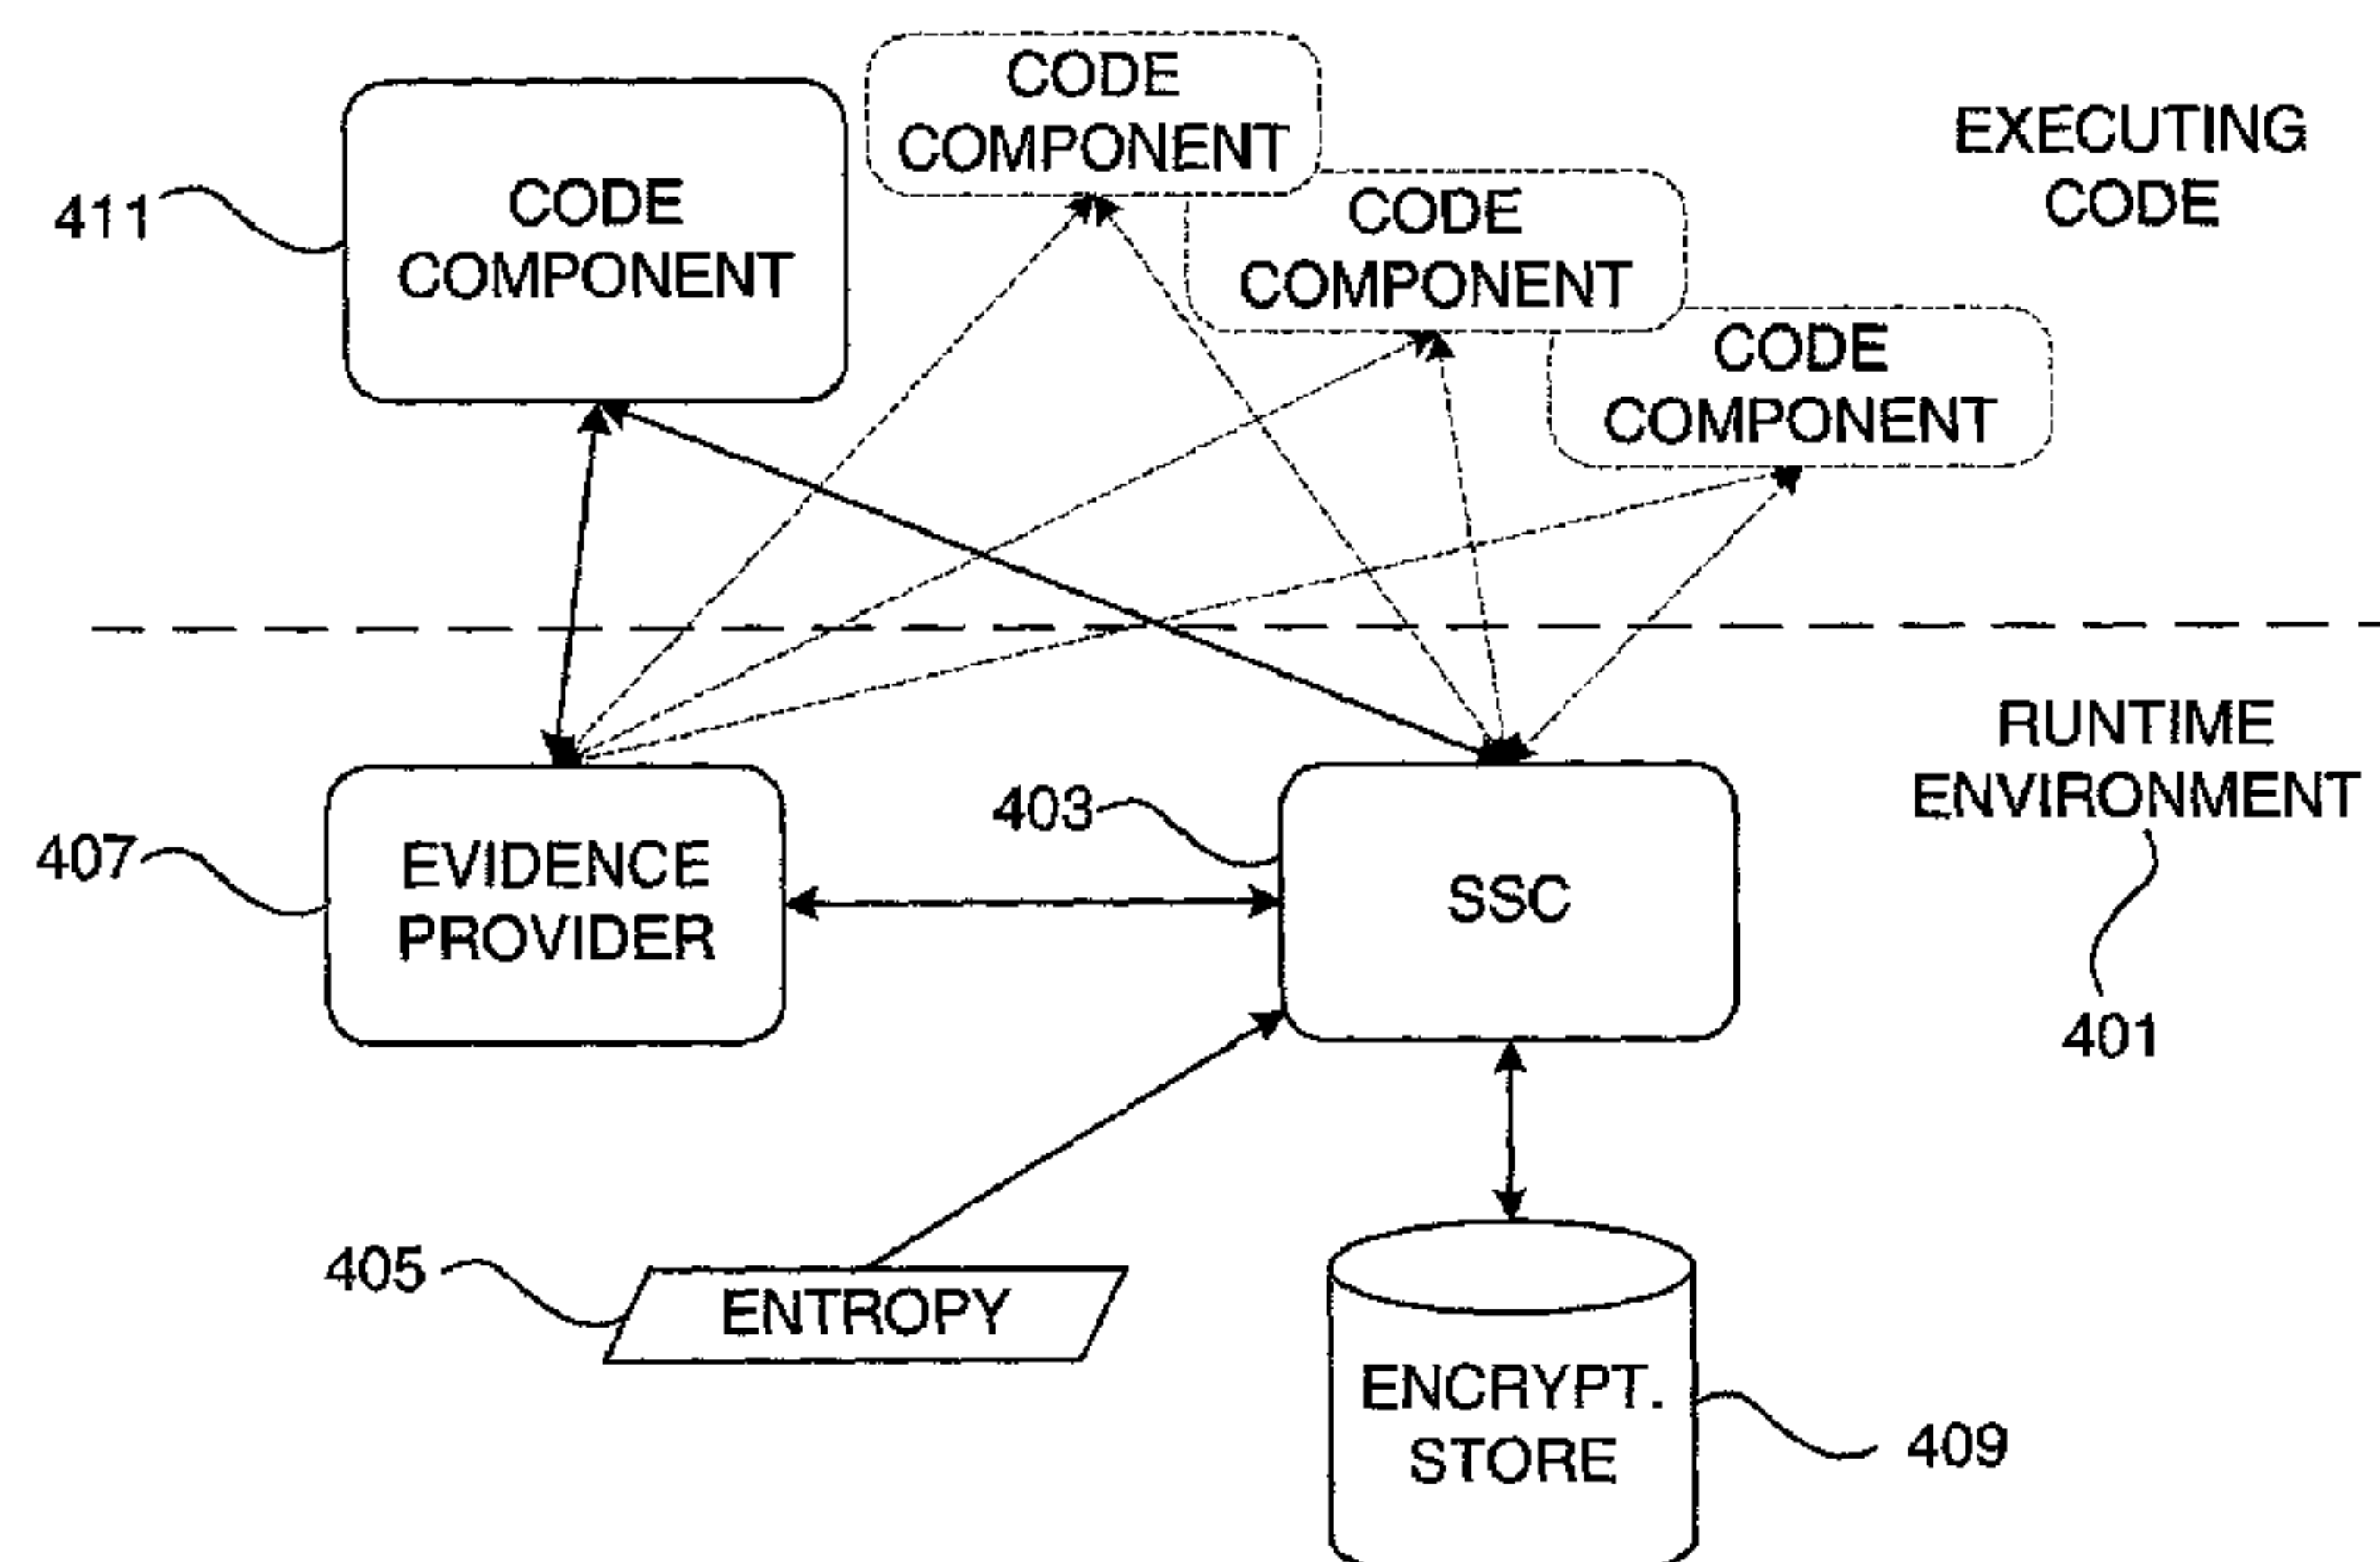 CODE
COMPONENT
EXECUTING
CODE
411
CODE
COMPONENT
CODE
COMPONENT
CODE
COMPONENT
RUNTIME
ENVIRONMENT
401
407
EVIDENCE
PROVIDER
403
SSC
405
ENTROPY
ENCRYPT.
STORE
409